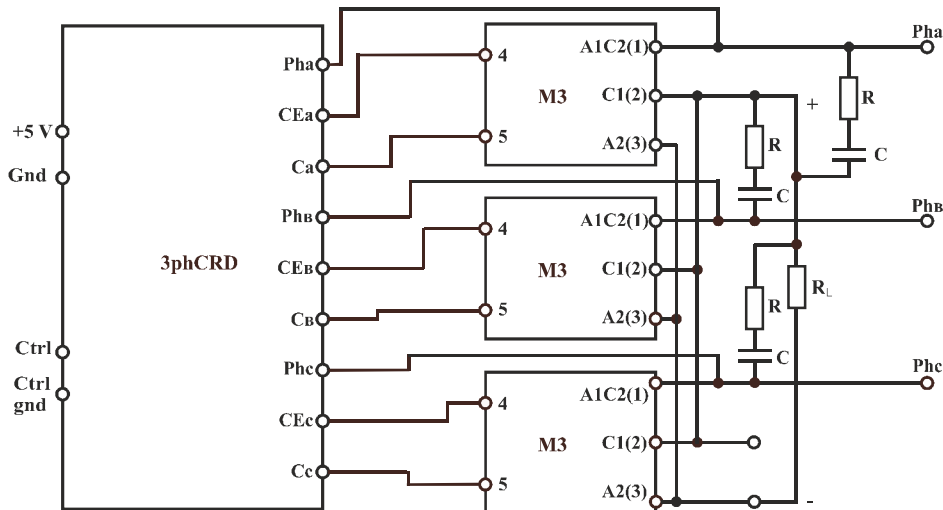 +5 V
Gnd
Ctrl
Ctrl
gnd
3phCRD
Pha
CEa
Ca
Phв
CEв
Cв
Phc
CEc
Cc
4
5
M3
A1C2(1)
C1(2)
A2(3)
4
5
M3
A1C2(1)
C1(2)
A2(3)
4
5
M3
A1C2(1)
C1(2)
A2(3)
Pha
+
R
C
R
C
Phв
R
RL
C
Phc
-